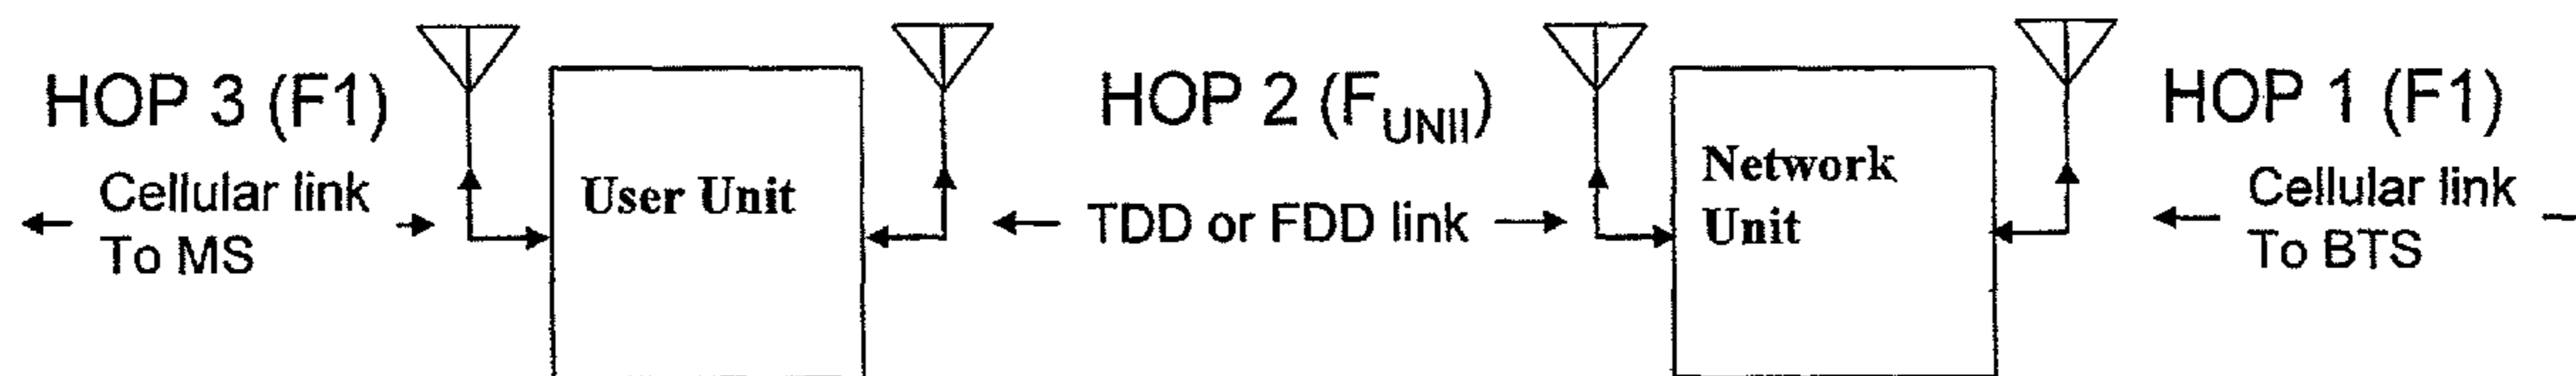 HOP 3 (F1)
Cellular link
To MS
User Unit
HOP 2 (FUNII)
TDD or FDD link
Network
Unit
HOP 1 (F1)
Cellular link
To BTS